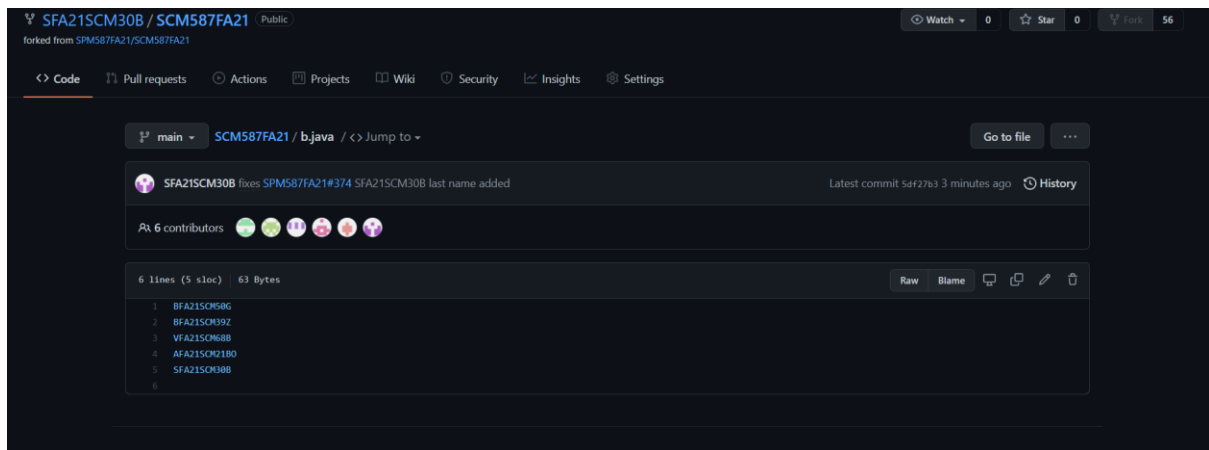 SFA21SCM30B / SCM587FA21 Public Watch 0 Star 0 Fork 56
forked from SPM587FA21/SCM587FA21
<> Code Pull requests Actions Projects Wiki Security Insights Settings
main SCM587FA21 / b.java / <> Jump to Go to file ...
SFA21SCM30B fixes SPM587FA21#374 SFA21SCM30B last name added Latest commit 5df27b3 3 minutes ago History
6 contributors
6 lines (5 sloc) 63 Bytes Raw Blame
1 BFA21SCM50G
2 BFA21SCM39Z
3 VFA21SCM68B
4 AFA21SCM21BO
5 SFA21SCM30B
6